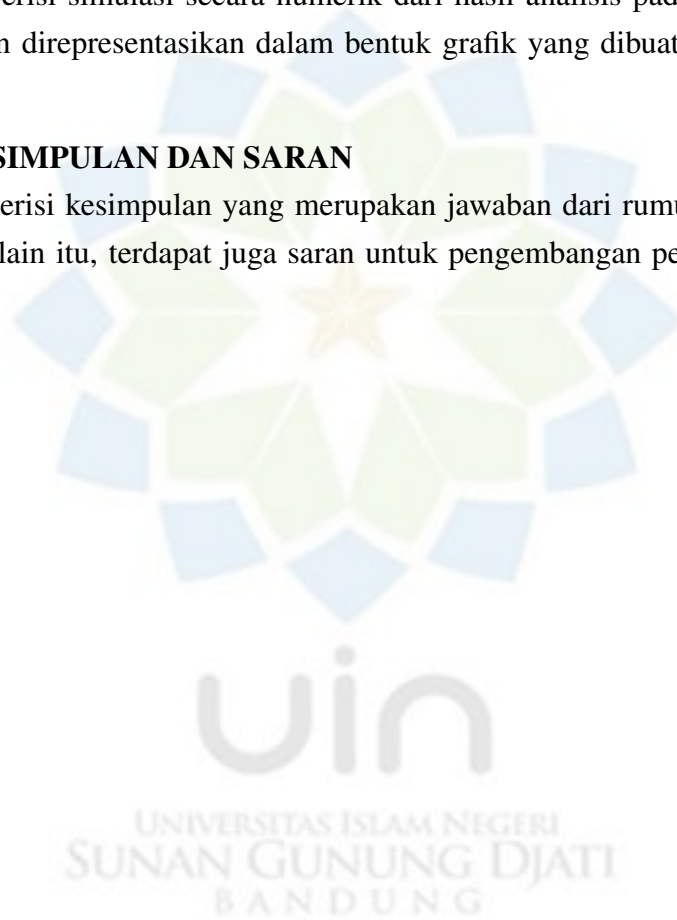 erisi simulasi secara numerik dari hasil analisis pad
n direpresentasikan dalam bentuk grafik yang dibuat
SIMPULAN DAN SARAN
erisi kesimpulan yang merupakan jawaban dari rumu
lain itu, terdapat juga saran untuk pengembangan pe
uin
UNIVERSITAS ISLAM NEGERI
SUNAN GUNUNG DJATI
BANDUNG